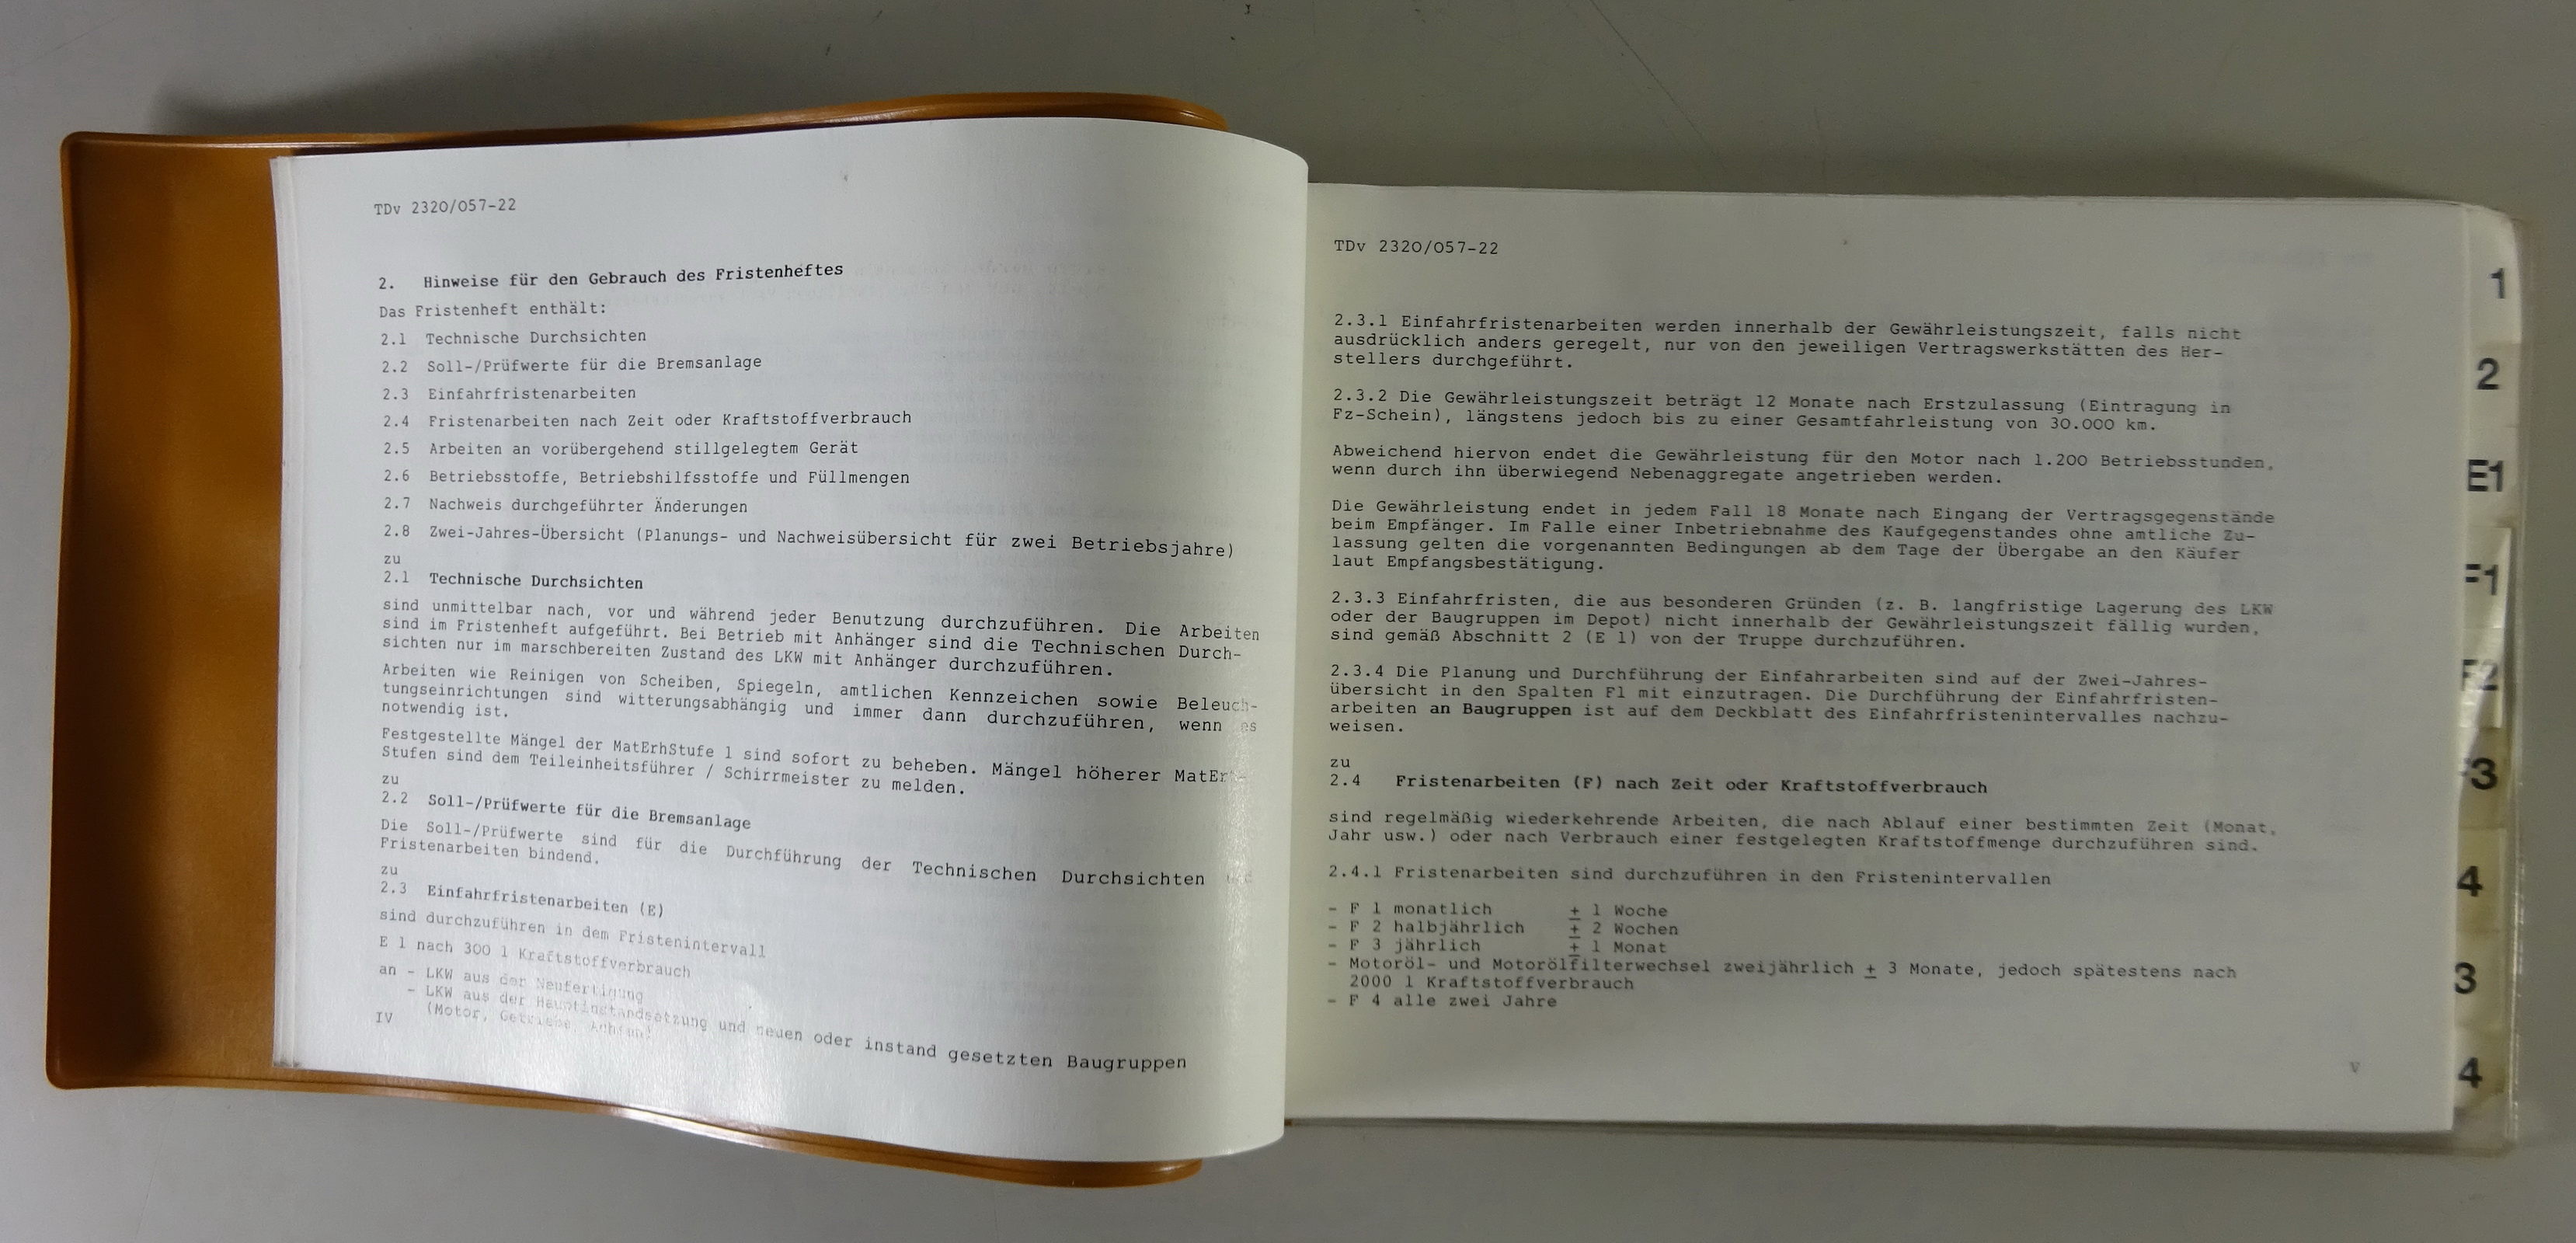 TDv 2320/057-22
2. Hinweise für den Gebrauch des Fristenheftes
Das Fristenheft enthält:
2.1 Technische Durchsichten
2.2 Soll-/Prüfwerte für die Bremsanlage
2.3 Einfahrfristenarbeiten
2.4 Fristenarbeiten nach Zeit oder Kraftstoffverbrauch
2.5 Arbeiten an vorübergehend stillgelegtem Gerät
2.6 Betriebsstoffe, Betriebshilfsstoffe und Füllmengen
2.7 Nachweis durchgeführter Änderungen
2.8 Zwei-Jahres-Übersicht (Planungs- und Nachweisübersicht für zwei Betriebsjahre)
zu
2.1 Technische Durchsichten
sind unmittelbar nach, vor und während jeder Benutzung durchzuführen. Die Arbeiten
sind im Fristenheft aufgeführt. Bei Betrieb mit Anhänger sind die Technischen Durch-
sichten nur im marschbereiten Zustand des LKW mit Anhänger durchzuführen.
Arbeiten wie Reinigen von Scheiben, Spiegeln, amtlichen Kennzeichen sowie Beleuch-
tungseinrichtungen sind witterungsabhängig und immer dann durchzuführen, wenn es
notwendig ist.
Festgestellte Mängel der MatErhStufe 1 sind sofort zu beheben. Mängel höherer MatErh-
Stufen sind dem Teileinheitsführer / Schirrmeister zu melden.
zu
2.2 Soll-/Prüfwerte für die Bremsanlage
Die Soll-/Prüfwerte sind für die Durchführung der Technischen Durchsichten und
Fristenarbeiten bindend.
zu
2.3 Einfahrfristenarbeiten (E)
sind durchzuführen in dem Fristenintervall
E 1 nach 300 l Kraftstoffverbrauch
an - LKW aus der Neufertigung
- LKW aus der Hauptinstandsetzung und neuen oder instand gesetzten Baugruppen
(Motor, Getriebe, Achsen)
IV
TDv 2320/057-22
2.3.1 Einfahrfristenarbeiten werden innerhalb der Gewährleistungszeit, falls nicht
ausdrücklich anders geregelt, nur von den jeweiligen Vertragswerkstätten des Her-
stellers durchgeführt.
2.3.2 Die Gewährleistungszeit beträgt 12 Monate nach Erstzulassung (Eintragung in
Fz-Schein), längstens jedoch bis zu einer Gesamtfahrleistung von 30.000 km.
Abweichend hiervon endet die Gewährleistung für den Motor nach 1.200 Betriebsstunden,
wenn durch ihn überwiegend Nebenaggregate angetrieben werden.
Die Gewährleistung endet in jedem Fall 18 Monate nach Eingang der Vertragsgegenstände
beim Empfänger. Im Falle einer Inbetriebnahme des Kaufgegenstandes ohne amtliche Zu-
lassung gelten die vorgenannten Bedingungen ab dem Tage der Übergabe an den Käufer
laut Empfangsbestätigung.
2.3.3 Einfahrfristen, die aus besonderen Gründen (z. B. langfristige Lagerung des LKW
oder der Baugruppen im Depot) nicht innerhalb der Gewährleistungszeit fällig wurden,
sind gemäß Abschnitt 2 (E 1) von der Truppe durchzuführen.
2.3.4 Die Planung und Durchführung der Einfahrarbeiten sind auf der Zwei-Jahres-
übersicht in den Spalten F1 mit einzutragen. Die Durchführung der Einfahrfristen-
arbeiten an Baugruppen ist auf dem Deckblatt des Einfahrfristenintervalles nachzu-
weisen.
zu
2.4 Fristenarbeiten (F) nach Zeit oder Kraftstoffverbrauch
sind regelmäßig wiederkehrende Arbeiten, die nach Ablauf einer bestimmten Zeit (Monat,
Jahr usw.) oder nach Verbrauch einer festgelegten Kraftstoffmenge durchzuführen sind.
2.4.1 Fristenarbeiten sind durchzuführen in den Fristenintervallen
- F 1 monatlich ± 1 Woche
- F 2 halbjährlich ± 2 Wochen
- F 3 jährlich ± 1 Monat
- Motoröl- und Motorölfilterwechsel zweijährlich ± 3 Monate, jedoch spätestens nach
2000 l Kraftstoffverbrauch
- F 4 alle zwei Jahre
V
1
2
E1
F1
F2
F3
4
3
4